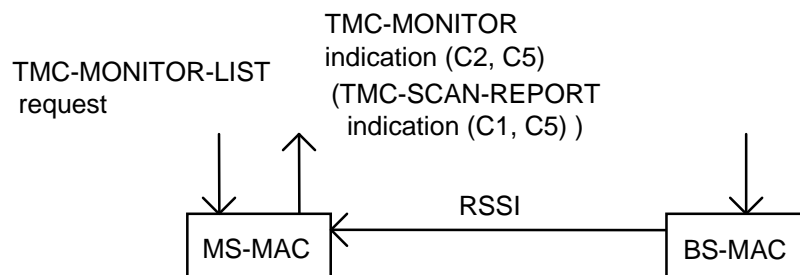 TMC-MONITOR-LIST
request
TMC-MONITOR
indication (C2, C5)
(TMC-SCAN-REPORT
indication (C1, C5) )
RSSI
MS-MAC
BS-MAC